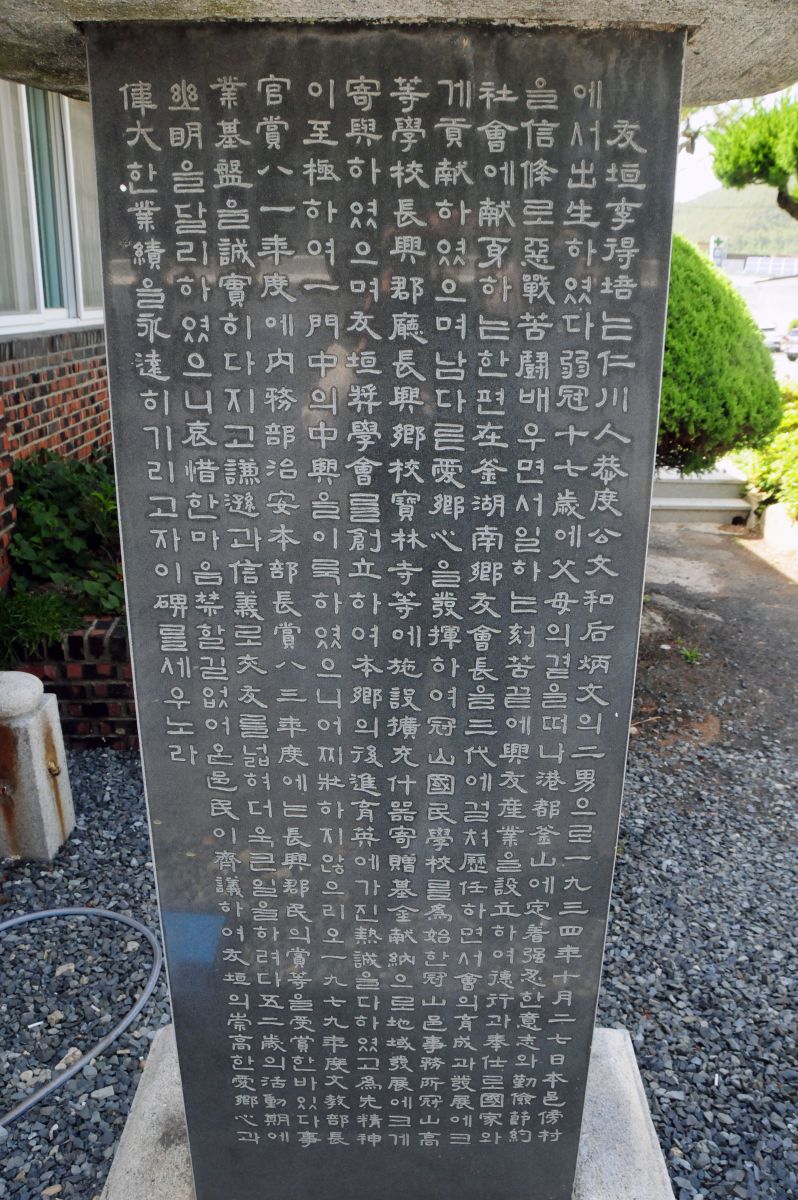 友垣李得培는仁川人恭度公文和后炳文의二男으로一九三四年十月二七日本邑傍村
에서出生하였다弱冠十七歲에父母의곁을떠나港都釜山에定着强忍한意志와勤儉節約
을信條로惡戰苦鬪배우면서일하는刻苦끝에興友産業을設立하여德行과奉仕로國家와
社會에献身하는한편在釜湖南鄕友會長을三代에걸쳐歷任하면서會의育成과發展에크
게貢献하였으며남다른愛鄕心을發揮하여冠山國民學校를爲始한冠山邑事務所冠山高
等學校長興郡廳長興鄕校寶林寺等에施設擴充什器寄贈基金献納으로地域發展에크게
寄與하였으며友垣奬學會를創立하여本鄕의後進育英에가진熱誠을다하였고爲先精神
이至極하여一門中의中興을이룩하였으니어찌壯하지않으리오一九七九年度文敎部長
官賞八一年度에内務部治安本部長賞八三年度에는長興郡民의賞等을受賞한바있다事
業基盤을誠實히다지고謙遜과信義로交友를넓혀더욱큰일을하려다五二歲의活動期에
幽明을달리하였으니哀惜한마음禁할길없어온邑民이齊議하여友垣의崇高한愛鄕心과
偉大한業績을永遠히기리고자이碑를세우노라